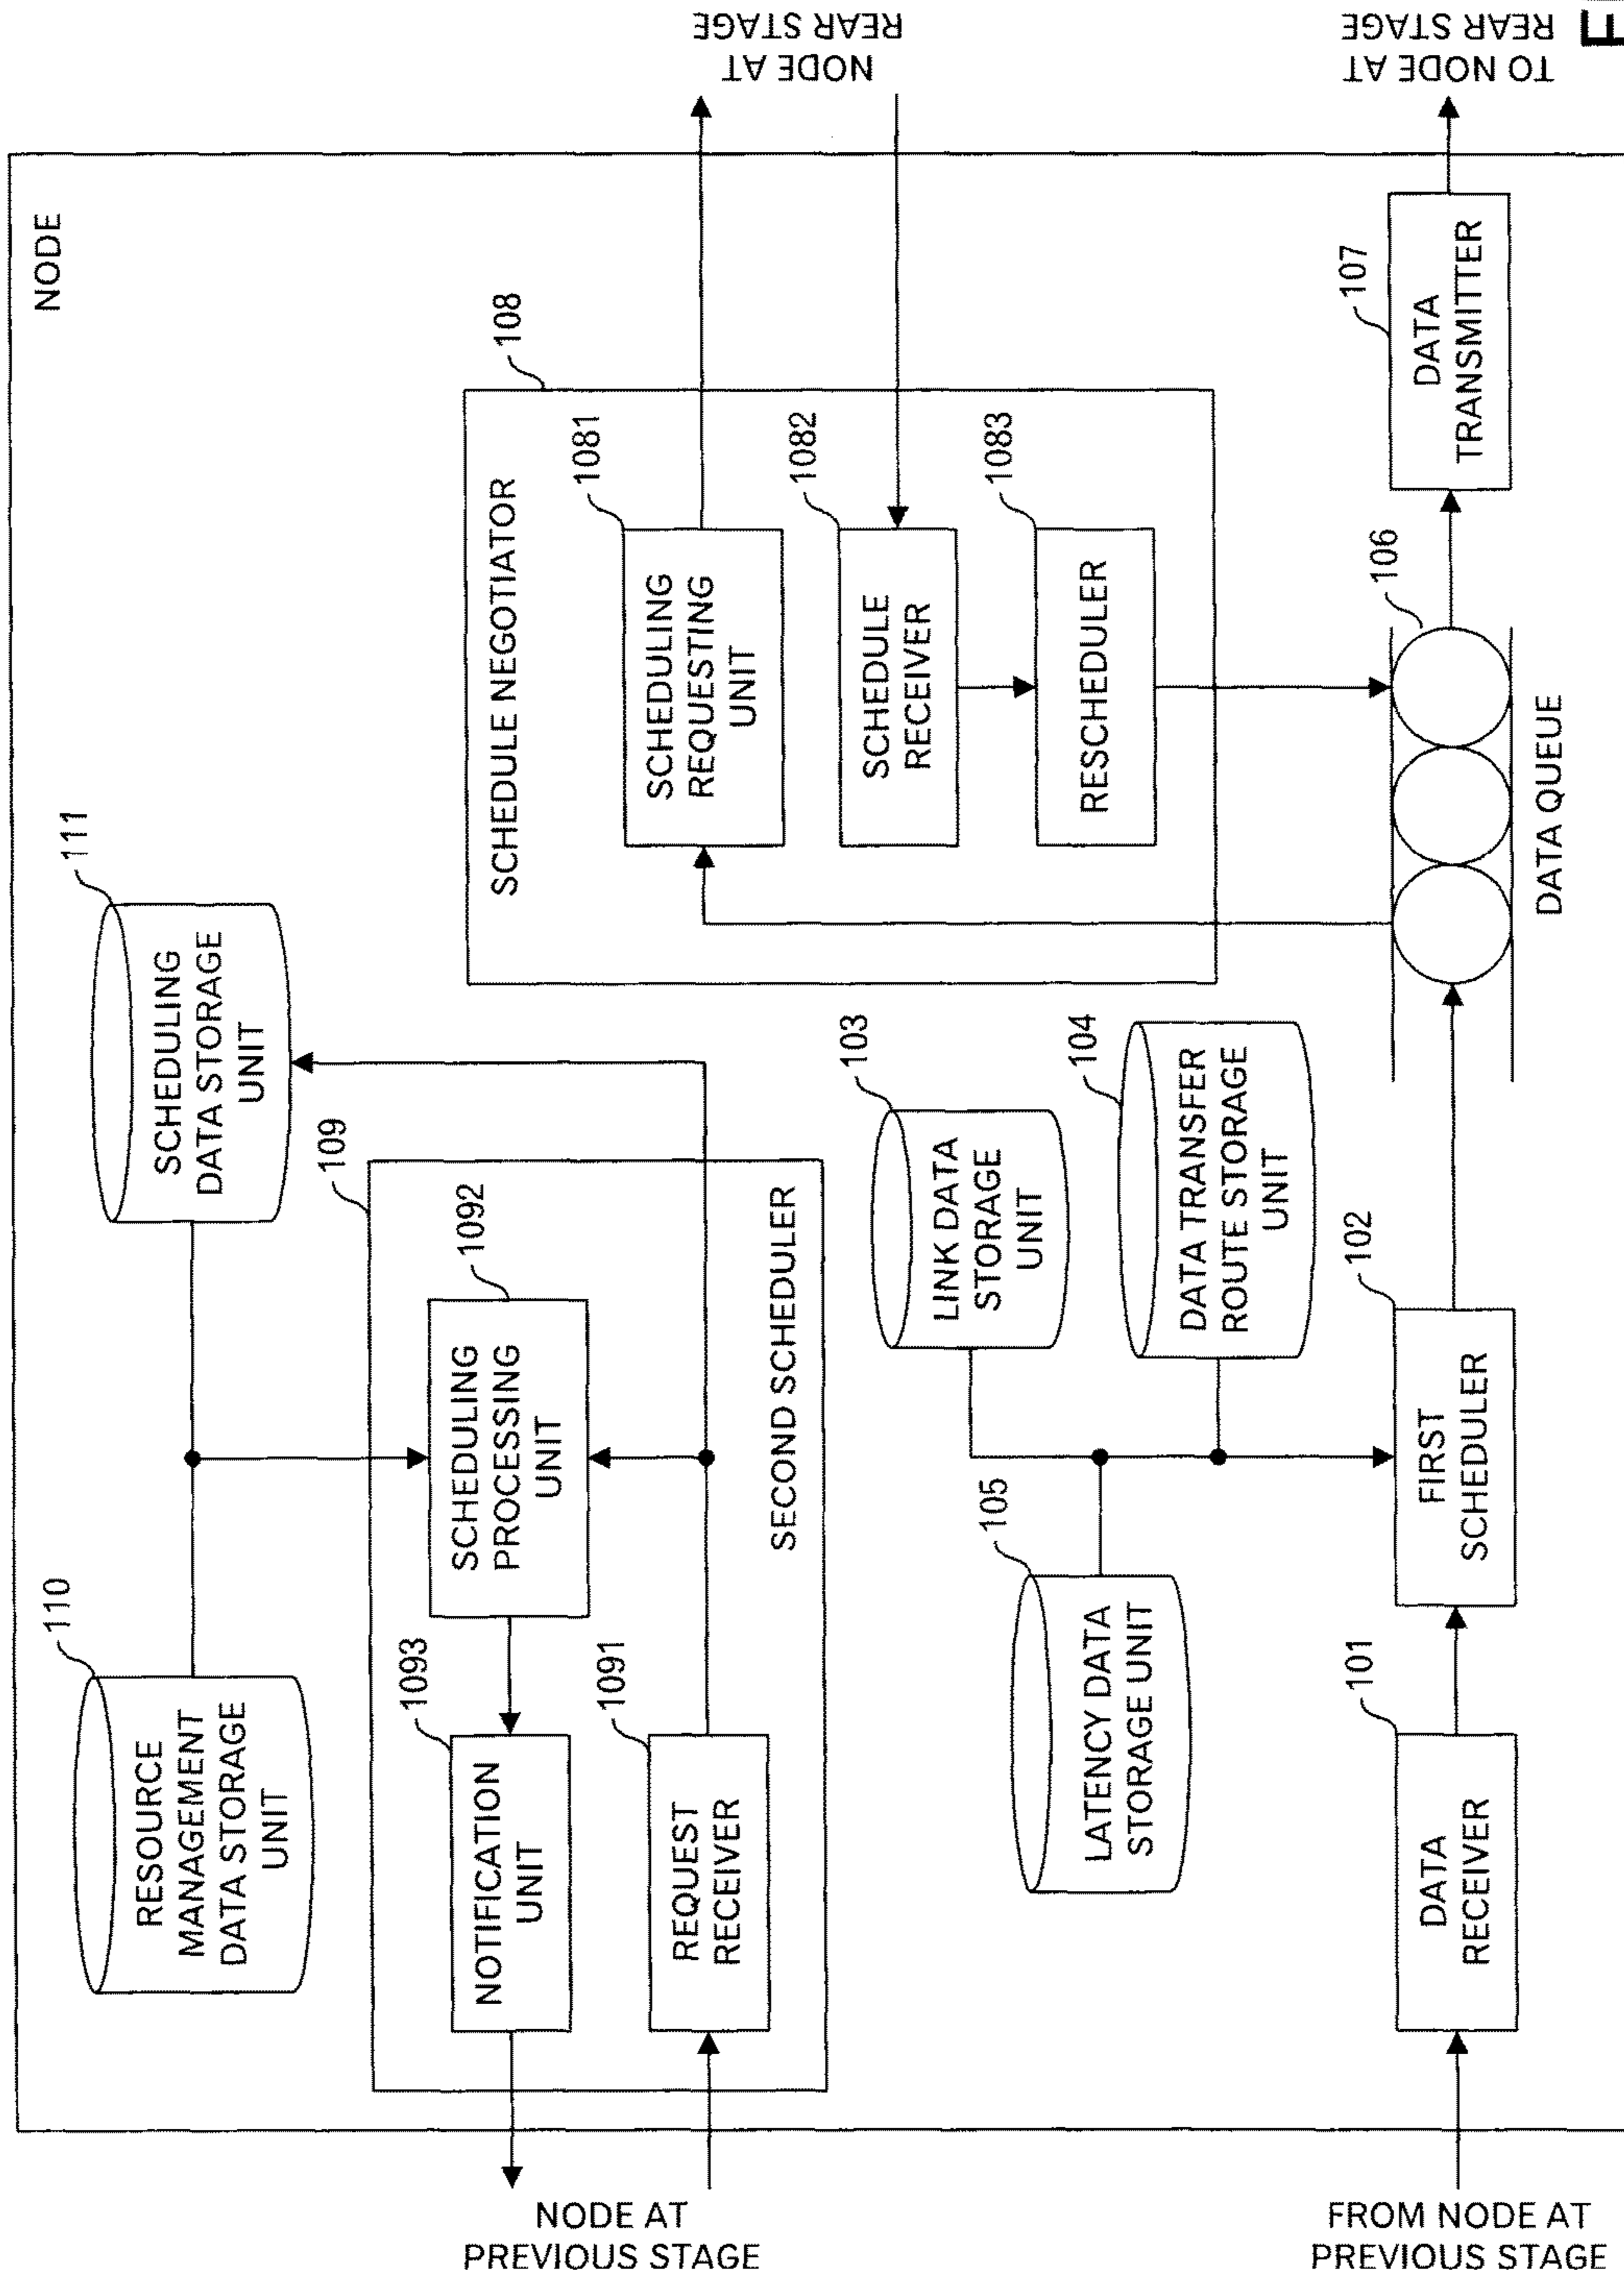 NODE
110
RESOURCE
MANAGEMENT
DATA STORAGE
UNIT
111
SCHEDULING
DATA STORAGE
UNIT
109
1093
NOTIFICATION
UNIT
1092
SCHEDULING
PROCESSING
UNIT
1091
REQUEST
RECEIVER
SECOND SCHEDULER
NODE AT
PREVIOUS STAGE
108
SCHEDULE NEGOTIATOR
1081
SCHEDULING
REQUESTING
UNIT
1082
SCHEDULE
RECEIVER
1083
RESCHEDULER
NODE AT
REAR STAGE
103
LINK DATA
STORAGE
UNIT
104
DATA TRANSFER
ROUTE STORAGE
UNIT
105
LATENCY DATA
STORAGE UNIT
101
DATA
RECEIVER
102
FIRST
SCHEDULER
106
DATA QUEUE
107
DATA
TRANSMITTER
FROM NODE AT
PREVIOUS STAGE
TO NODE AT
REAR STAGE